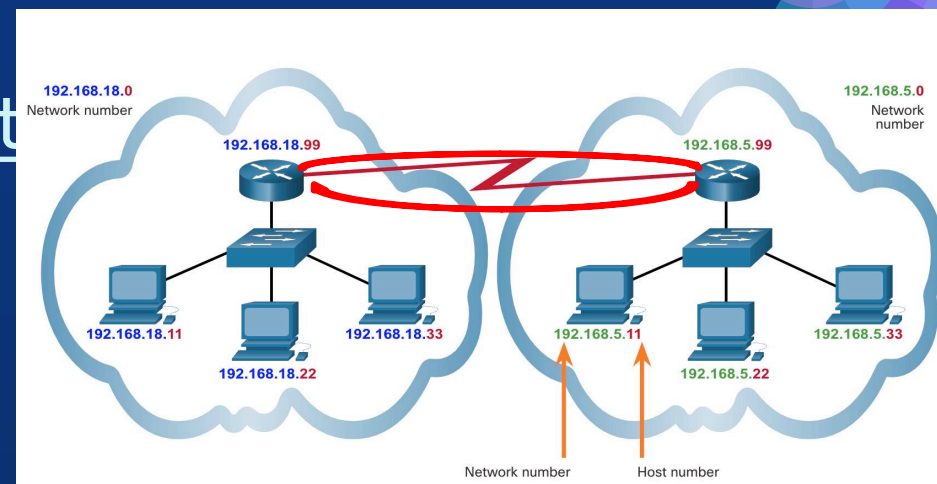 192.168.18.0
Network number
t
192.168.18.99
192.168.18.11
192.168.18.22
192.168.18.33
192.168.5.0
Network
number
192.168.5.99
192.168.5.11
192.168.5.22
192.168.5.33
Network number
Host number